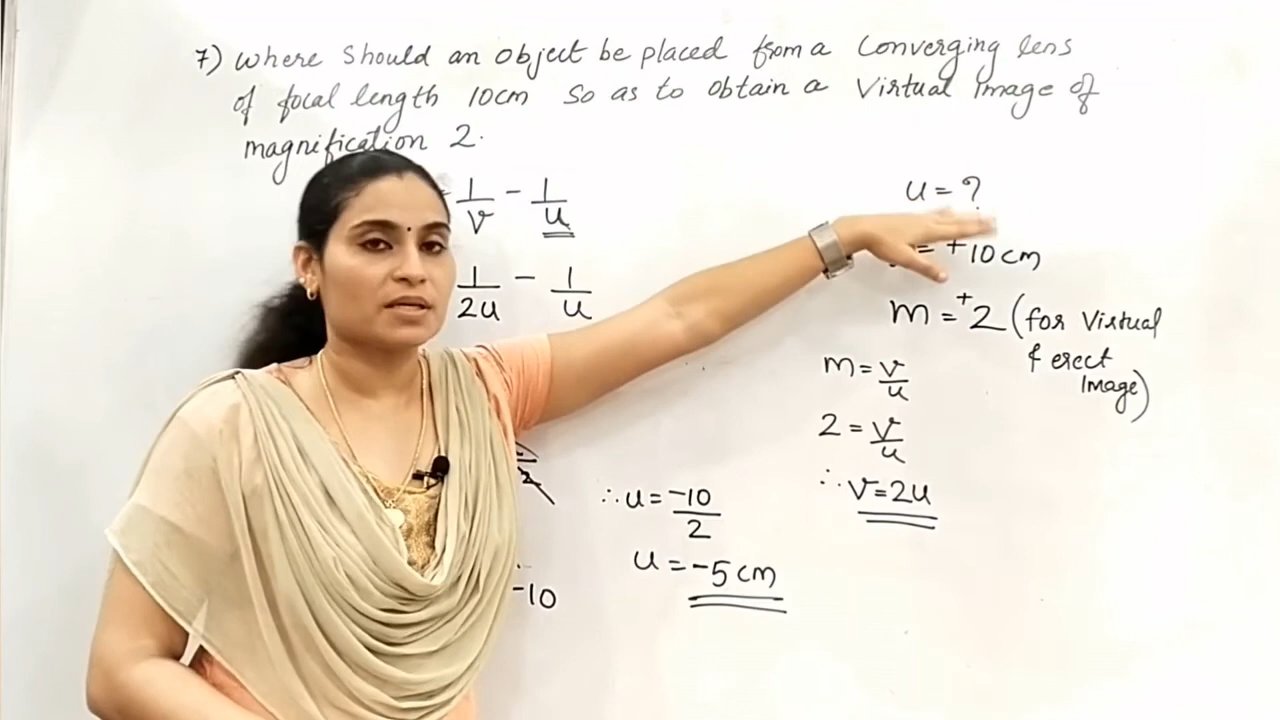 7) Where Should an object be placed from a Converging lens
of focal length 10cm So as to obtain a Virtual Image of
magnification 2.
1/v - 1/u
1/2u - 1/u
-10
∴ u = -10/2
u = -5 cm
u = ?
= +10 cm
m = +2 (for Virtual
& erect
Image)
m = v/u
2 = v/u
∴ v = 2u